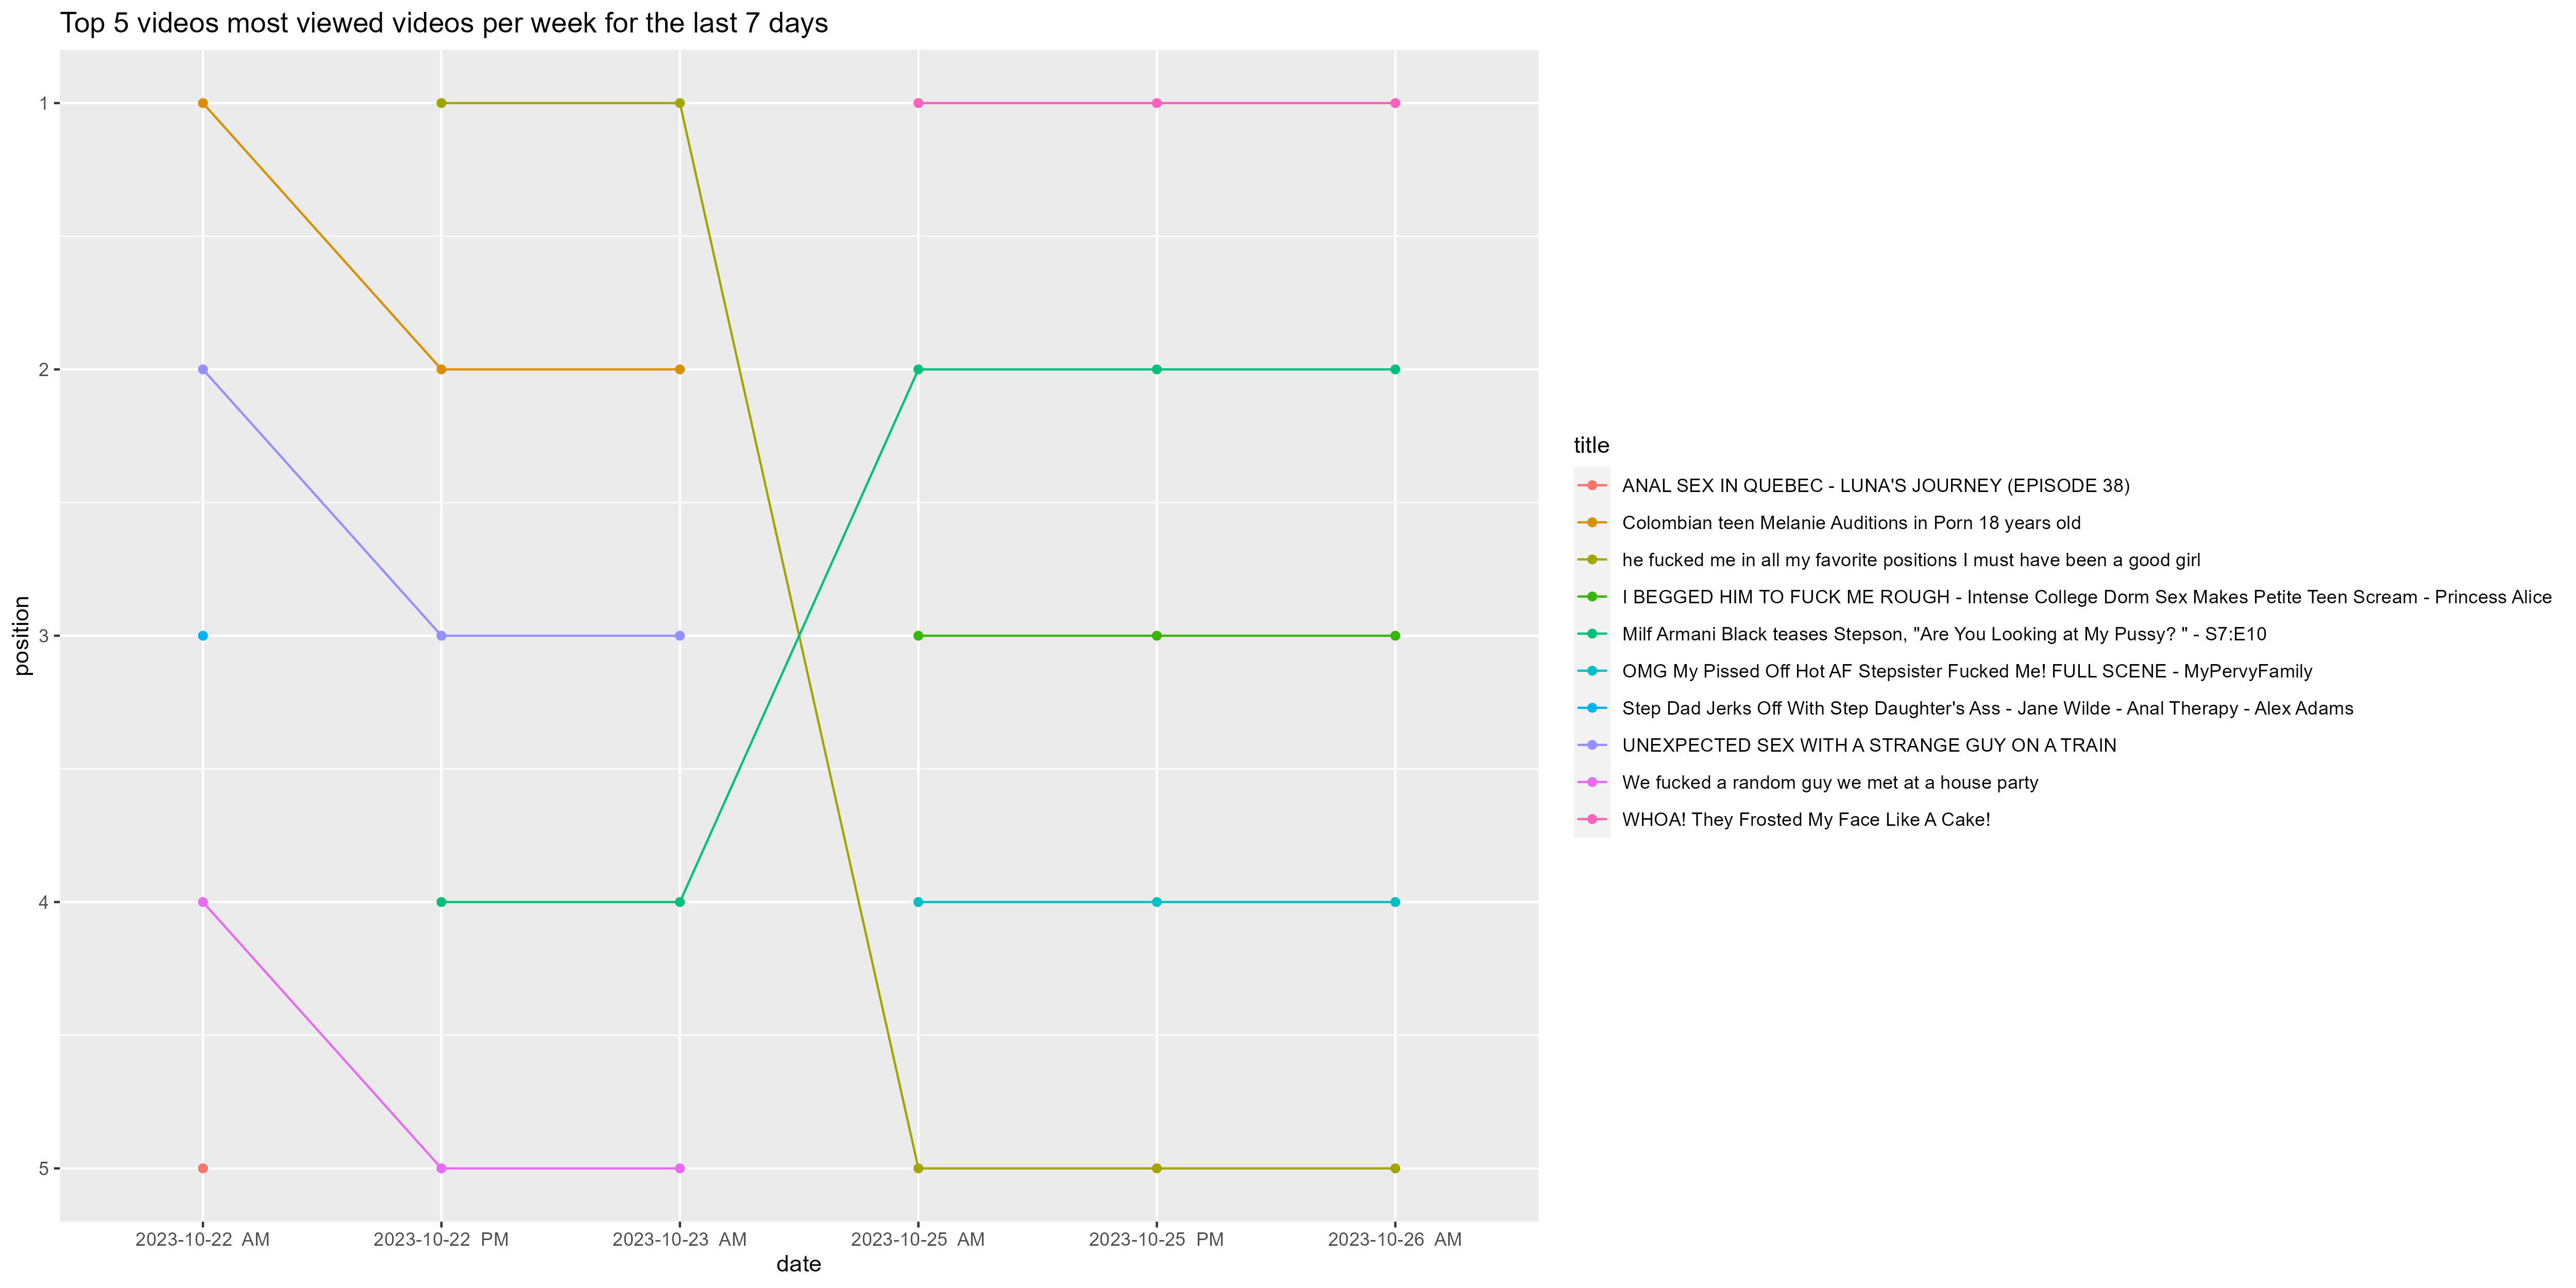 Top 5 videos most viewed videos per week for the last 7 days
1
2
3
4
5
position
2023-10-22 AM
2023-10-22 PM
2023-10-23 AM
2023-10-25 AM
2023-10-25 PM
2023-10-26 AM
date
title
ANAL SEX IN QUEBEC - LUNA'S JOURNEY (EPISODE 38)
Colombian teen Melanie Auditions in Porn 18 years old
he fucked me in all my favorite positions I must have been a good girl
I BEGGED HIM TO FUCK ME ROUGH - Intense College Dorm Sex Makes Petite Teen Scream - Princess Alice
Milf Armani Black teases Stepson, "Are You Looking at My Pussy? " - S7:E10
OMG My Pissed Off Hot AF Stepsister Fucked Me! FULL SCENE - MyPervyFamily
Step Dad Jerks Off With Step Daughter's Ass - Jane Wilde - Anal Therapy - Alex Adams
UNEXPECTED SEX WITH A STRANGE GUY ON A TRAIN
We fucked a random guy we met at a house party
WHOA! They Frosted My Face Like A Cake!